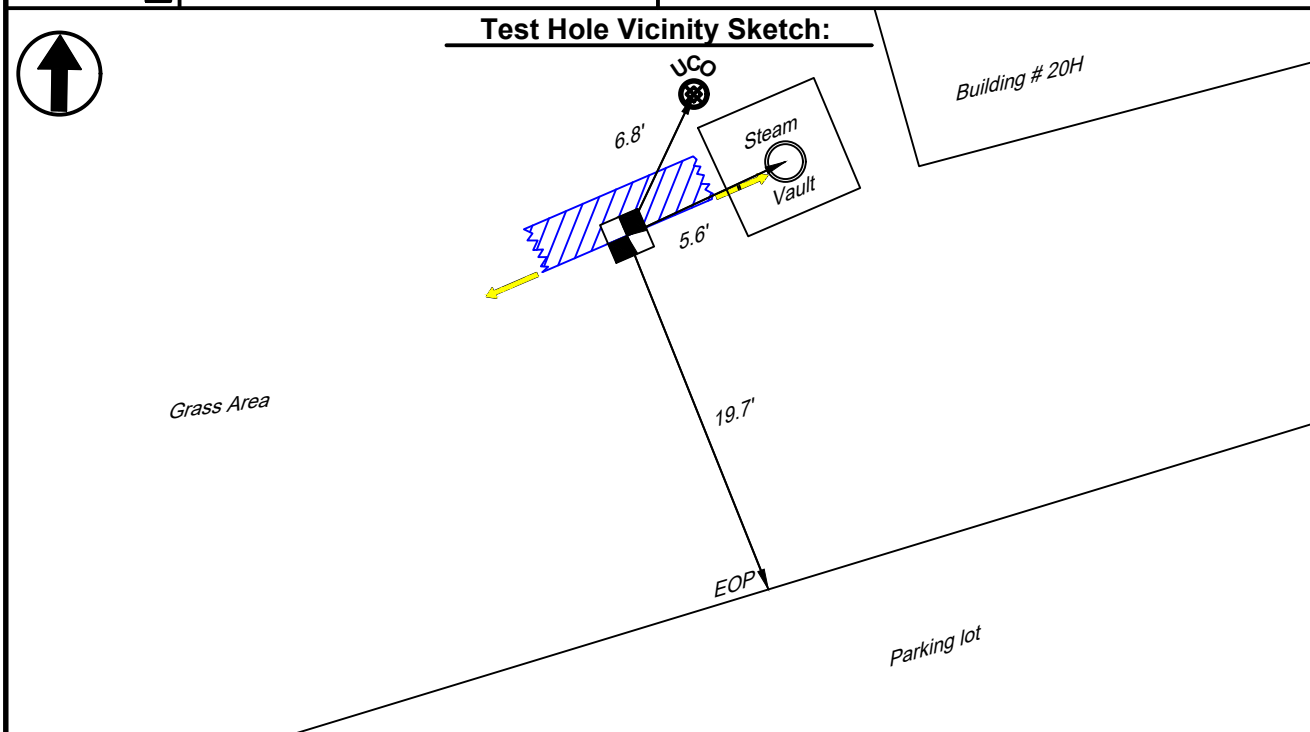 Test Hole Vicinity Sketch:
UCO
Building # 20H
6.8'
Steam
Vault
5.6'
Grass Area
19.7'
EOP
Parking lot